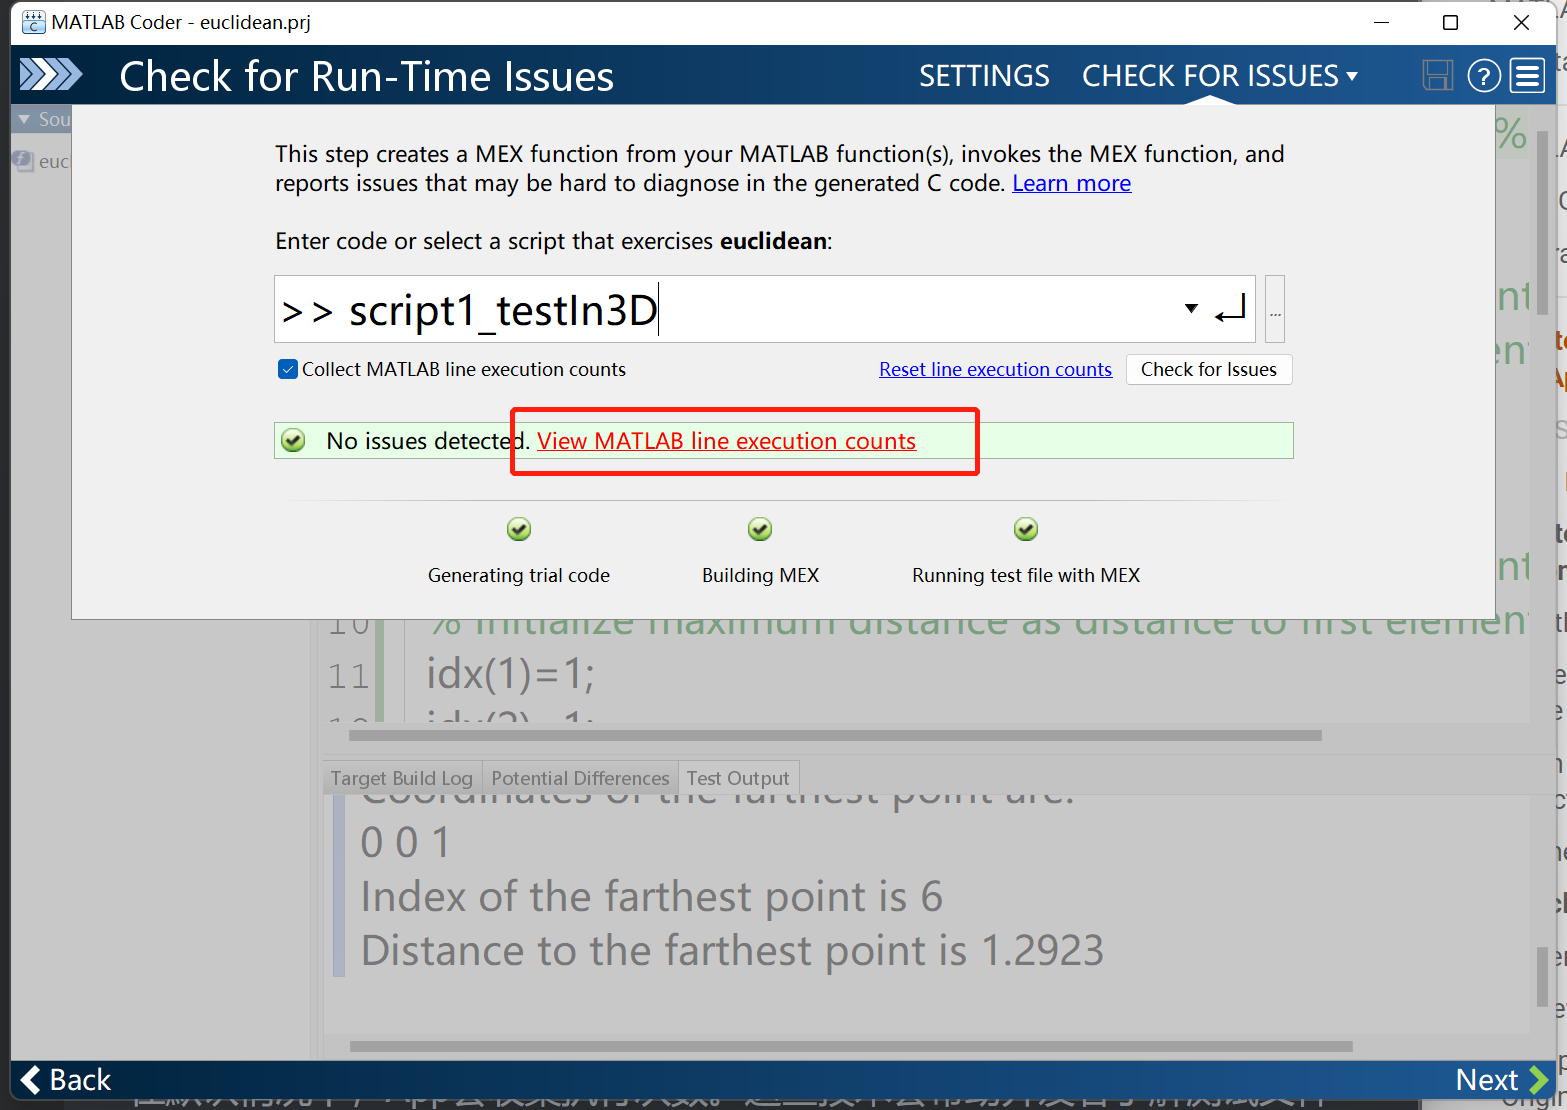 MATLAB Coder - euclidean.prj
Check for Run-Time Issues
SETTINGS
CHECK FOR ISSUES
Sou
eucl
This step creates a MEX function from your MATLAB function(s), invokes the MEX function, and
reports issues that may be hard to diagnose in the generated C code. Learn more
Enter code or select a script that exercises euclidean:
>> script1_testIn3D
...
Collect MATLAB line execution counts
Reset line execution counts
Check for Issues
No issues detected. View MATLAB line execution counts
Generating trial code
Building MEX
Running test file with MEX
10 % Initialize maximum distance as distance to first element
11 idx(1)=1;
Target Build Log
Potential Differences
Test Output
Coordinates of the farthest point are:
0 0 1
Index of the farthest point is 6
Distance to the farthest point is 1.2923
Back
Next